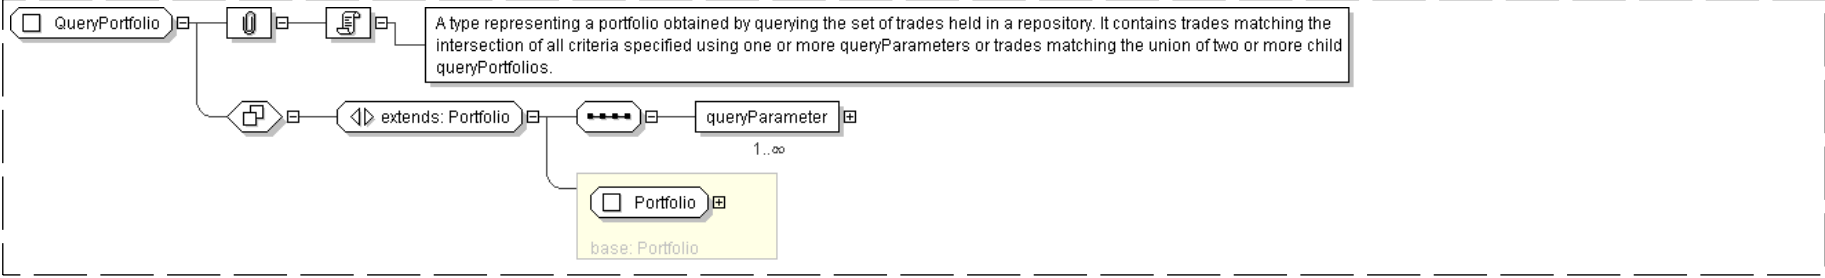 QueryPortfolio
A type representing a portfolio obtained by querying the set of trades held in a repository. It contains trades matching the
intersection of all criteria specified using one or more queryParameters or trades matching the union of two or more child
queryPortfolios.
extends: Portfolio
queryParameter
1..∞
Portfolio
base: Portfolio